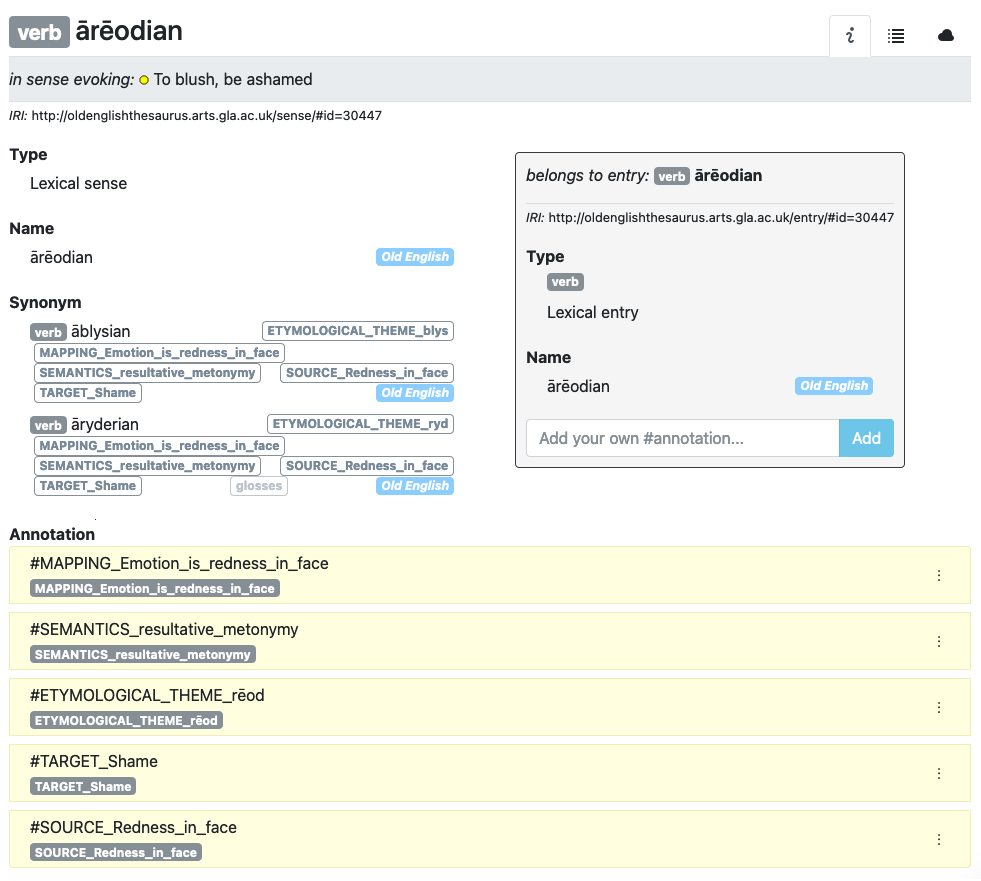 verb ārēodian
in sense evoking: To blush, be ashamed
IRI: http://oldenglishthesaurus.arts.gla.ac.uk/sense/#id=30447
Type
Lexical sense
Name
ārēodian Old English
Synonym
verb āblysian ETYMOLOGICAL_THEME_blys
MAPPING_Emotion_is_redness_in_face
SEMANTICS_resultative_metonymy SOURCE_Redness_in_face
TARGET_Shame Old English
verb āryderian ETYMOLOGICAL_THEME_ryd
MAPPING_Emotion_is_redness_in_face
SEMANTICS_resultative_metonymy SOURCE_Redness_in_face
TARGET_Shame glosses Old English
belongs to entry: verb ārēodian
IRI: http://oldenglishthesaurus.arts.gla.ac.uk/entry/#id=30447
Type
verb
Lexical entry
Name
ārēodian Old English
Add your own #annotation... Add
Annotation
#MAPPING_Emotion_is_redness_in_face
MAPPING_Emotion_is_redness_in_face
#SEMANTICS_resultative_metonymy
SEMANTICS_resultative_metonymy
#ETYMOLOGICAL_THEME_rēod
ETYMOLOGICAL_THEME_rēod
#TARGET_Shame
TARGET_Shame
#SOURCE_Redness_in_face
SOURCE_Redness_in_face